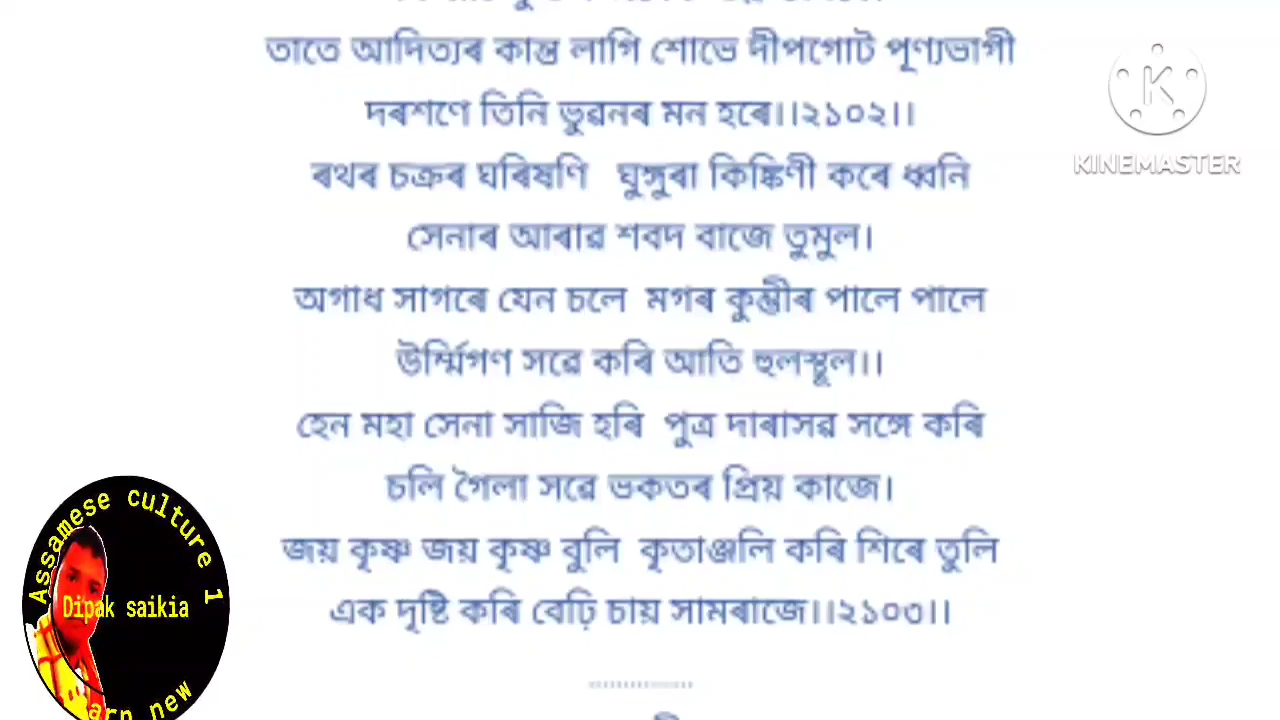 তাতে আদিত্যৰ কান্ত লাগি শোভে দীপগোট পূণ্যভাগী
দৰশণে তিনি ভুৱনৰ মন হৰে।।২১০২।।
ৰথৰ চক্ৰৰ ঘৰিষণি ঘুঙ্গুৰা কিঙ্কিণী কৰে ধ্বনি
সেনাৰ আৰাৱ শবদ বাজে তুমুল।
অগাধ সাগৰে যেন চলে মগৰ কুম্ভীৰ পালে পালে
উৰ্ম্মিগণ সৱে কৰি আতি হুলস্থূল।।
হেন মহা সেনা সাজি হৰি পুত্ৰ দাৰাসৱ সঙ্গে কৰি
চলি গৈলা সৱে ভকতৰ প্ৰিয় কাজে।
জয় কৃষ্ণ জয় কৃষ্ণ বুলি কৃতাঞ্জলি কৰি শিৰে তুলি
এক দৃষ্টি কৰি বেঢ়ি চায় সামৰাজে।।২১০৩।।
KINEMASTER
Assamese culture 1
Dipak saikia
arn new